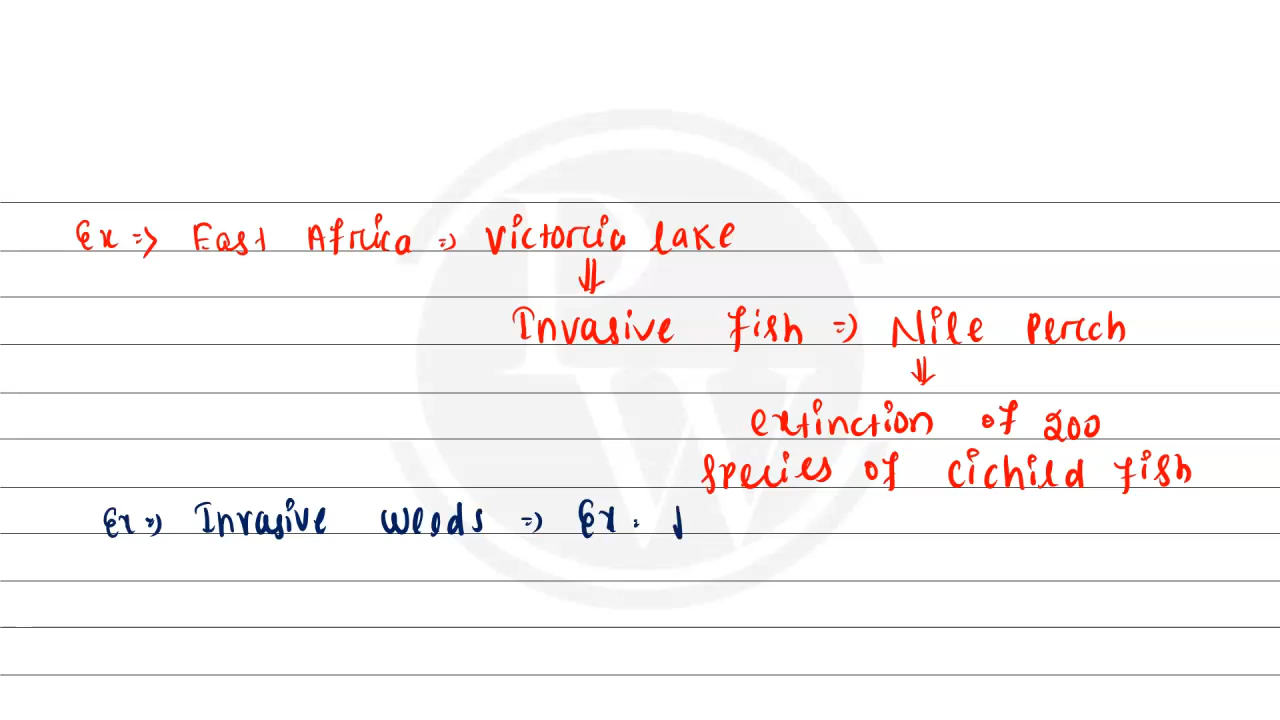 Ex => East Africa => Victoria lake
⇓
Invasive fish => Nile Perch
⇓
extinction of 200
species of cichild fish
Ex => Invasive weeds => Ex.
PW